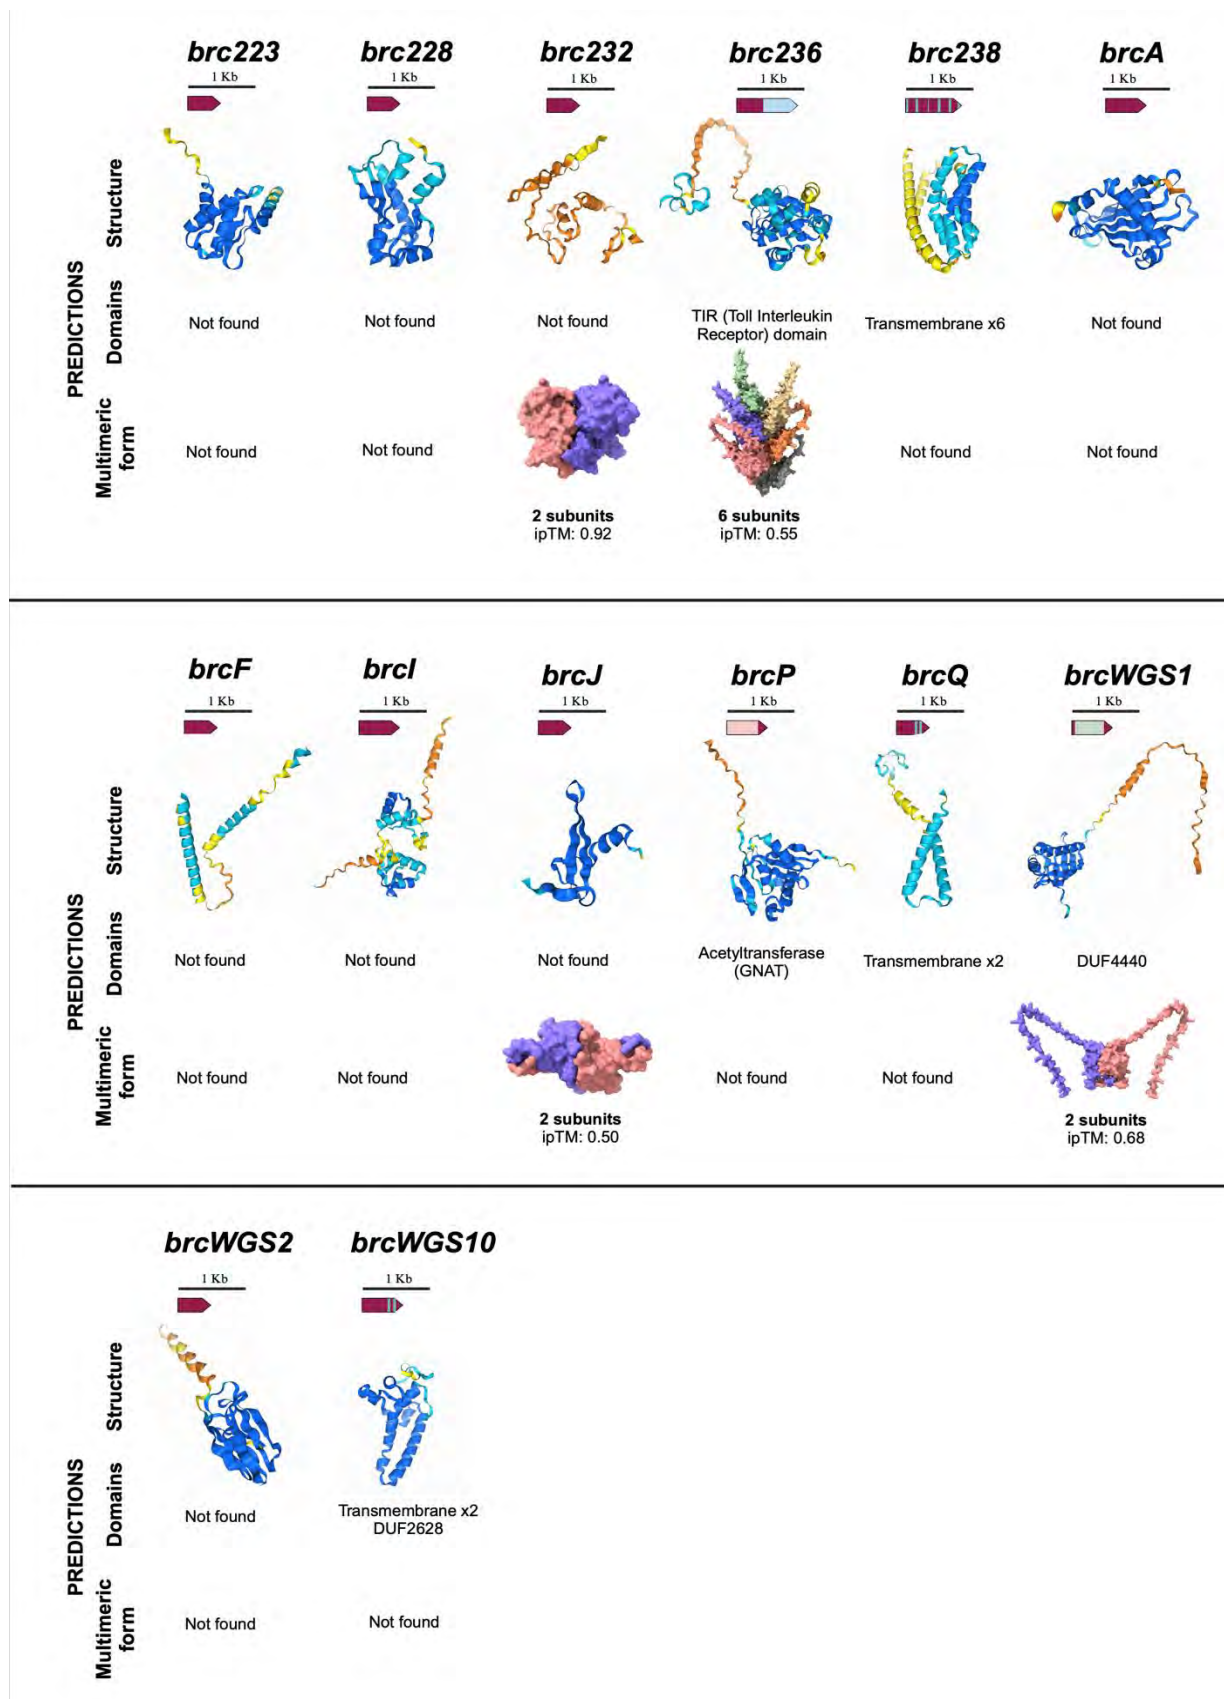 brc223 brc228 brc232 brc236 brc238 brcA
1 Kb 1 Kb 1 Kb 1 Kb 1 Kb 1 Kb
PREDICTIONS
Structure
Domains
Not found Not found Not found TIR (Toll Interleukin Receptor) domain Transmembrane x6 Not found
Multimeric form
Not found Not found Not found Not found
2 subunits 6 subunits
ipTM: 0.92 ipTM: 0.55
brcF brcI brcJ brcP brcQ brcWGS1
1 Kb 1 Kb 1 Kb 1 Kb 1 Kb 1 Kb
PREDICTIONS
Structure
Domains
Not found Not found Not found Acetyltransferase (GNAT) Transmembrane x2 DUF4440
Multimeric form
Not found Not found Not found Not found
2 subunits 2 subunits
ipTM: 0.50 ipTM: 0.68
brcWGS2 brcWGS10
1 Kb 1 Kb
PREDICTIONS
Structure
Domains
Not found Transmembrane x2 DUF2628
Multimeric form
Not found Not found